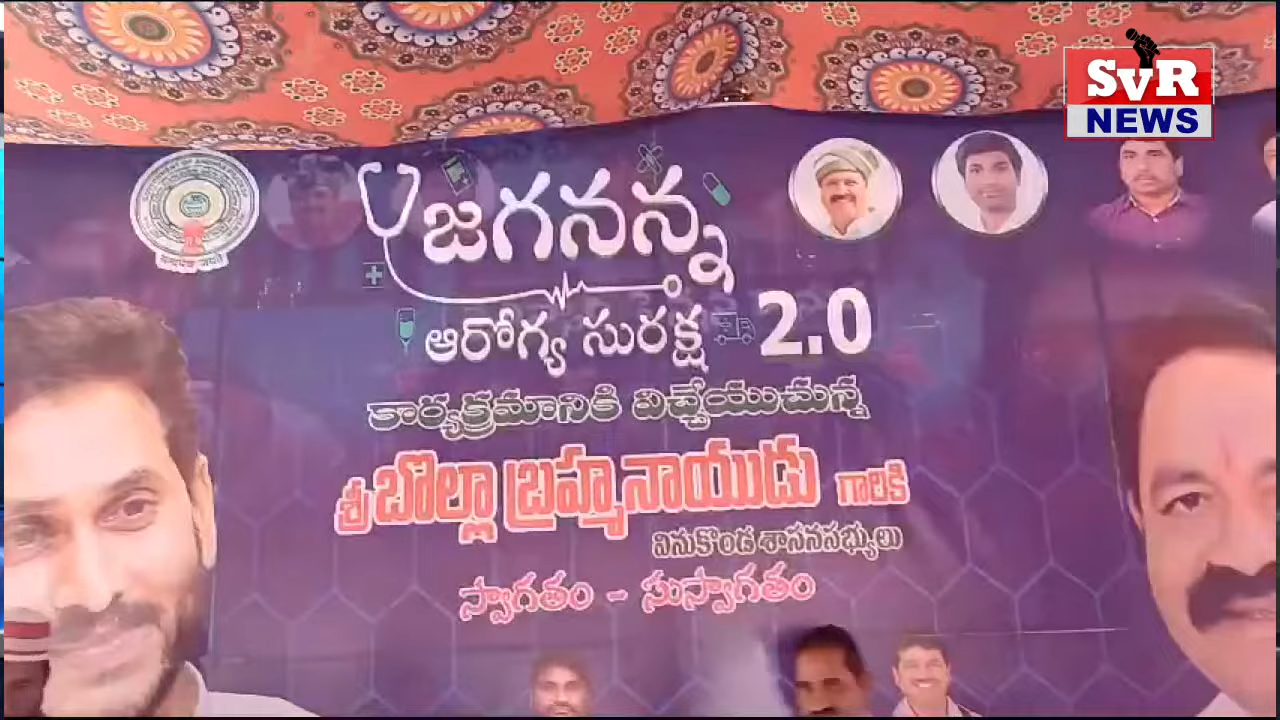 SvR
NEWS
జగనన్న
ఆరోగ్య సురక్ష 2.0
కార్యక్రమానికి విచ్చేయుచున్న
శ్రీ బొల్లా బ్రహ్మనాయుడు గారికి
వినుకొండ శాసనసభ్యులు
స్వాగతం - సుస్వాగతం